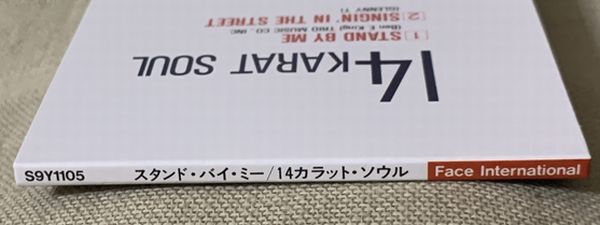 14 KARAT SOUL
1 STAND BY ME
(Ben E. King) TRIO MUSIC CO., INC.
2 SINGIN' IN THE STREET
(GLENNY T)
S9Y1105 スタンド・バイ・ミー/14カラット・ソウル Face International